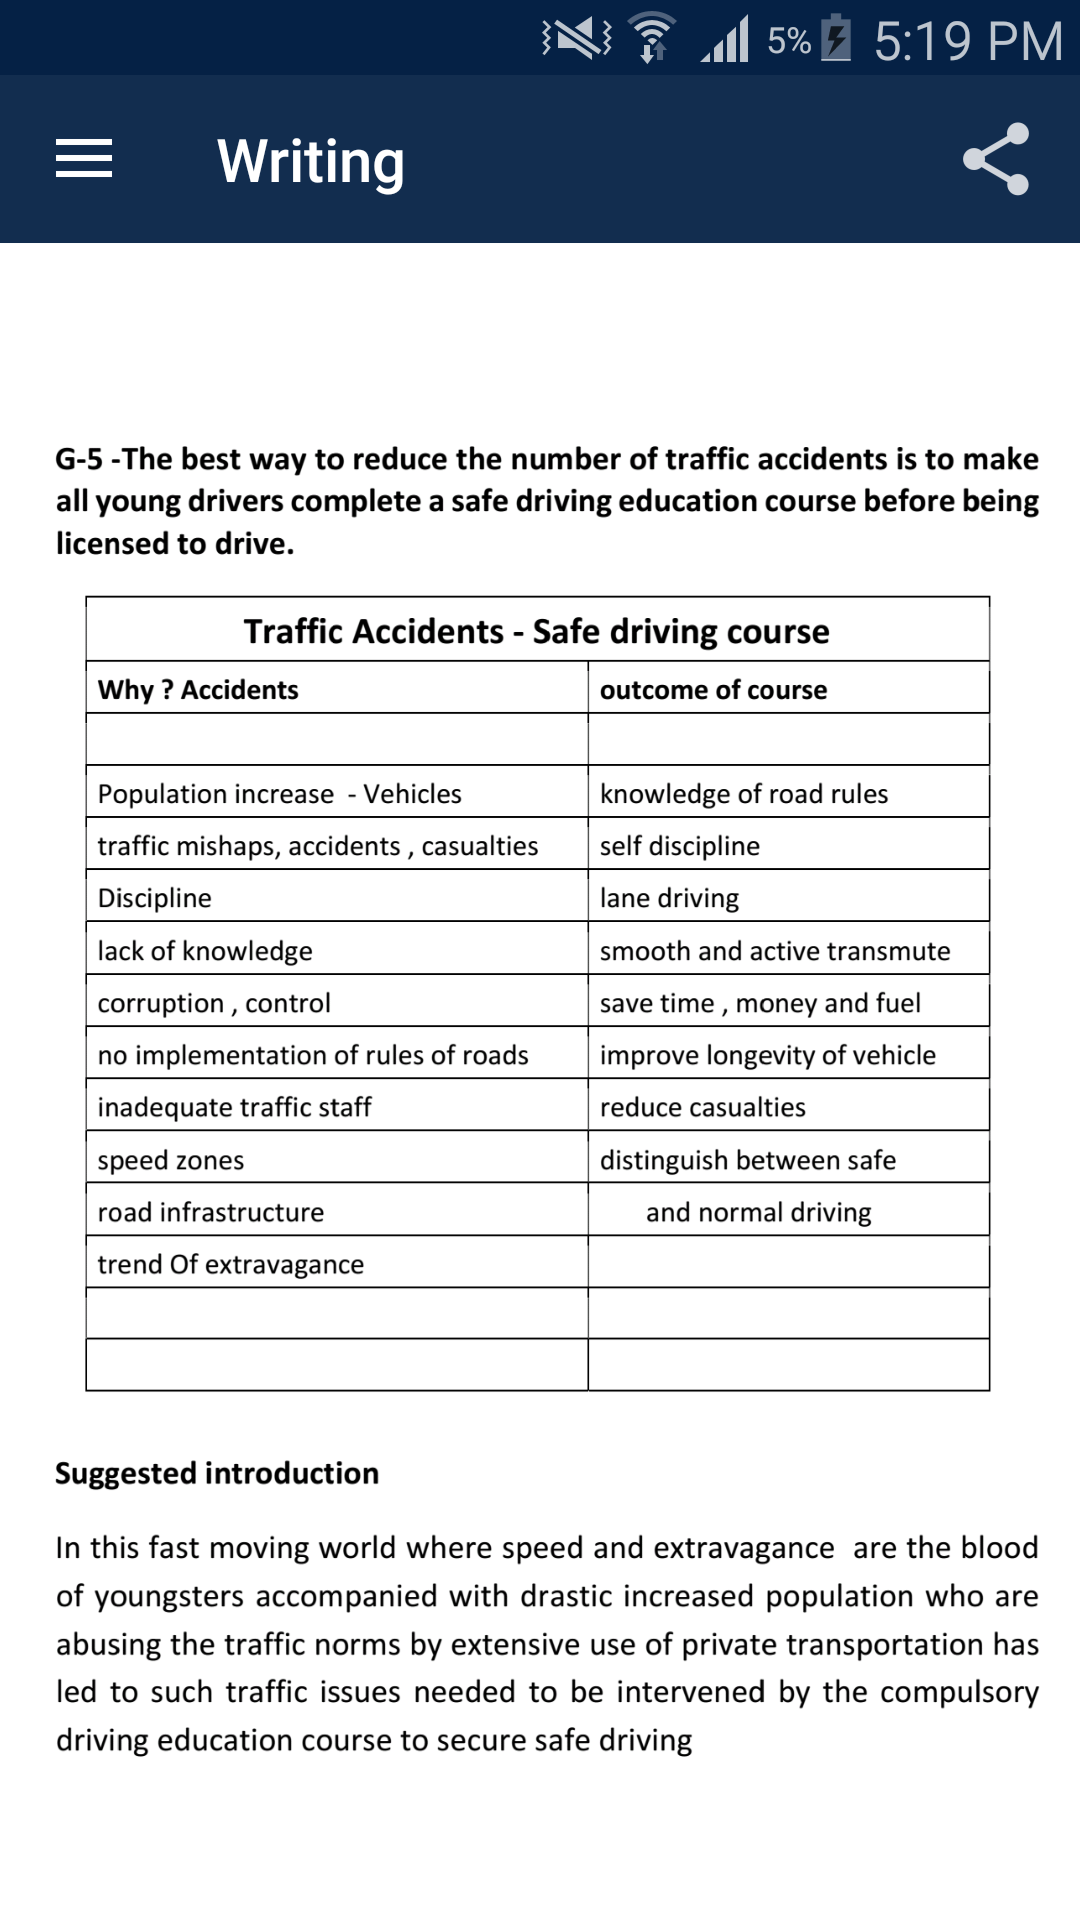 5% 5:19 PM
Writing
G-5 -The best way to reduce the number of traffic accidents is to make
all young drivers complete a safe driving education course before being
licensed to drive.
Traffic Accidents - Safe driving course
Why ? Accidents outcome of course
Population increase - Vehicles knowledge of road rules
traffic mishaps, accidents , casualties self discipline
Discipline lane driving
lack of knowledge smooth and active transmute
corruption , control save time , money and fuel
no implementation of rules of roads improve longevity of vehicle
inadequate traffic staff reduce casualties
speed zones distinguish between safe
road infrastructure and normal driving
trend Of extravagance
Suggested introduction
In this fast moving world where speed and extravagance are the blood
of youngsters accompanied with drastic increased population who are
abusing the traffic norms by extensive use of private transportation has
led to such traffic issues needed to be intervened by the compulsory
driving education course to secure safe driving